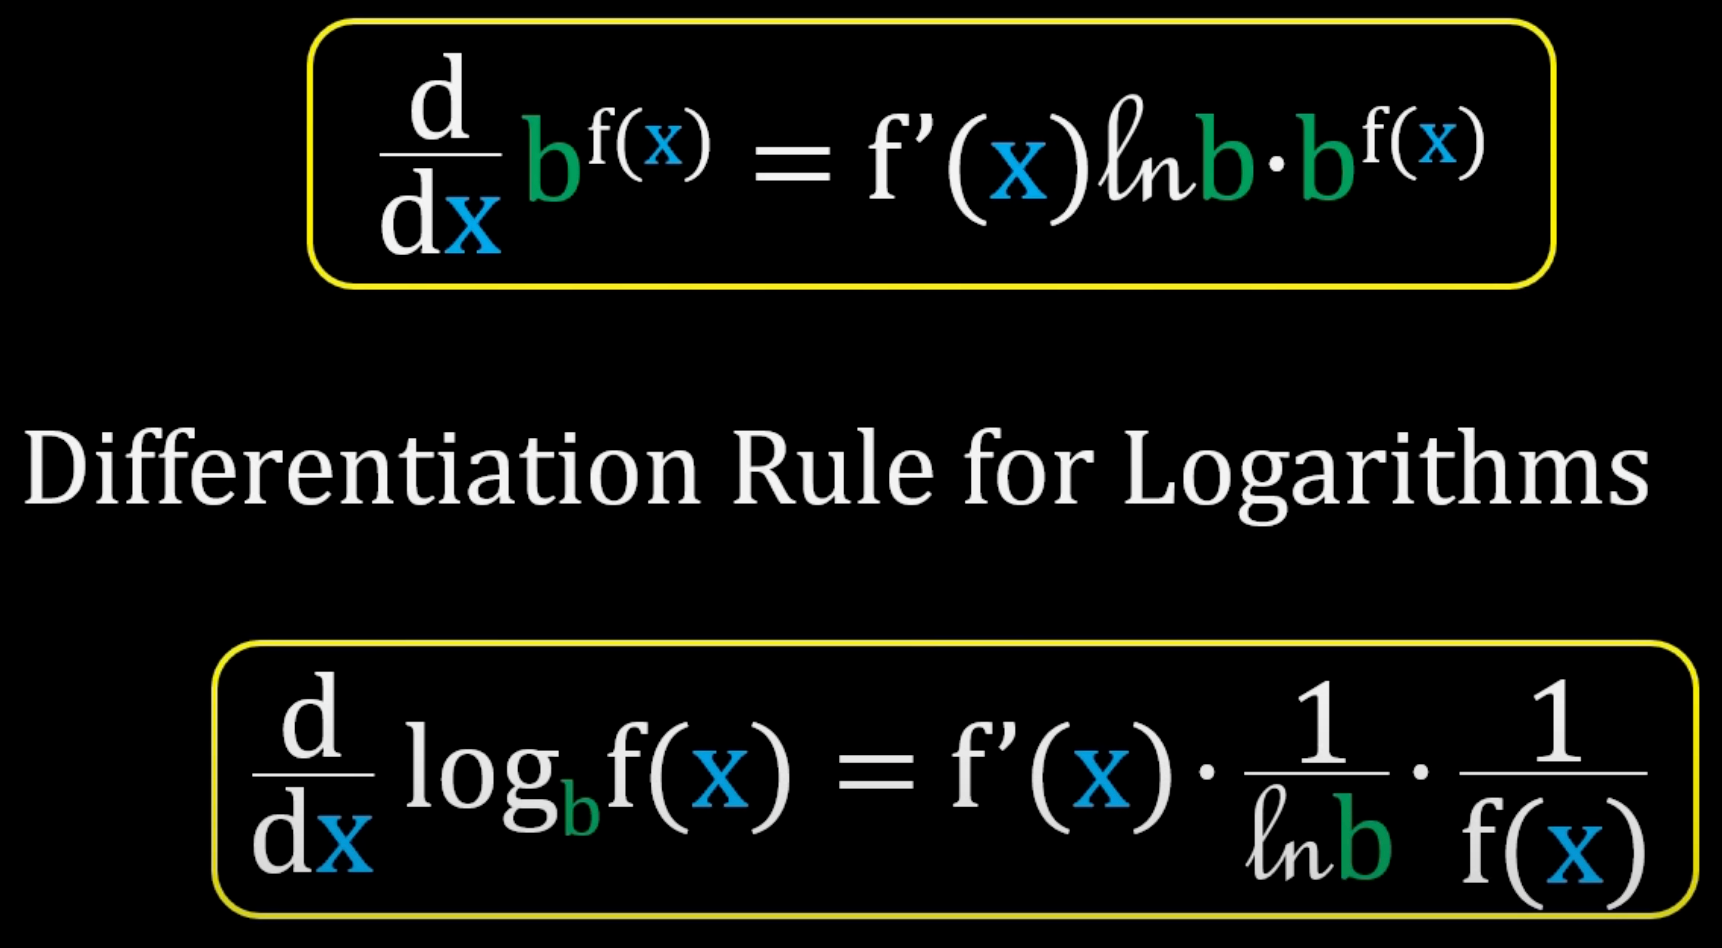 d/dx b^f(x) = f’(x)ℓn b·b^f(x)
Differentiation Rule for Logarithms
d/dx log_b f(x) = f’(x)·1/ℓn b·1/f(x)